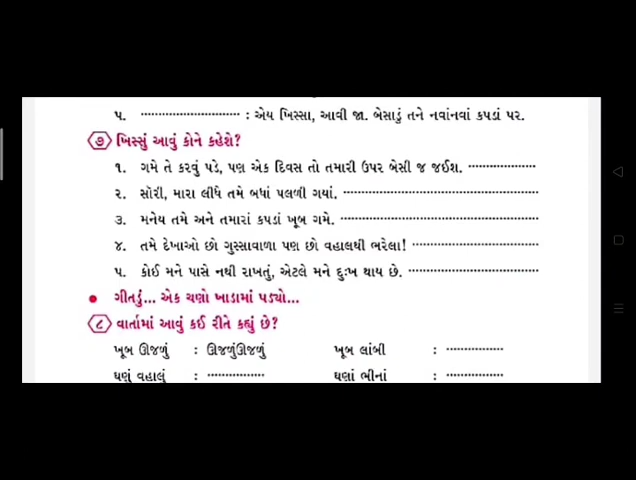 ૫. ............................ : એય ખિસ્સા, આવી જા. બેસાડું તને નવાંનવાં કપડાં પર.
૭ ખિસ્સું આવું કોને કહેશે?
૧. ગમે તે કરવું પડે, પણ એક દિવસ તો તમારી ઉપર બેસી જ જઈશ. ...................
૨. સૉરી, મારા લીધે તમે બધાં પલળી ગયાં. .......................................................
૩. મનેય તમે અને તમારાં કપડાં ખૂબ ગમે. ........................................................
૪. તમે દેખાઓ છો ગુસ્સાવાળા પણ છો વહાલથી ભરેલા! ...................................
૫. કોઈ મને પાસે નથી રાખતું, એટલે મને દુઃખ થાય છે. .....................................
• ગીતડું... એક ચણો ખાડામાં પડ્યો...
૮ વાર્તામાં આવું કઈ રીતે કહ્યું છે?
ખૂબ ઊજળું : ઊજળુંઊજળું ખૂબ લાંબી : ................
ઘણું વહાલું : ................ ઘણાં ભીનાં : ................